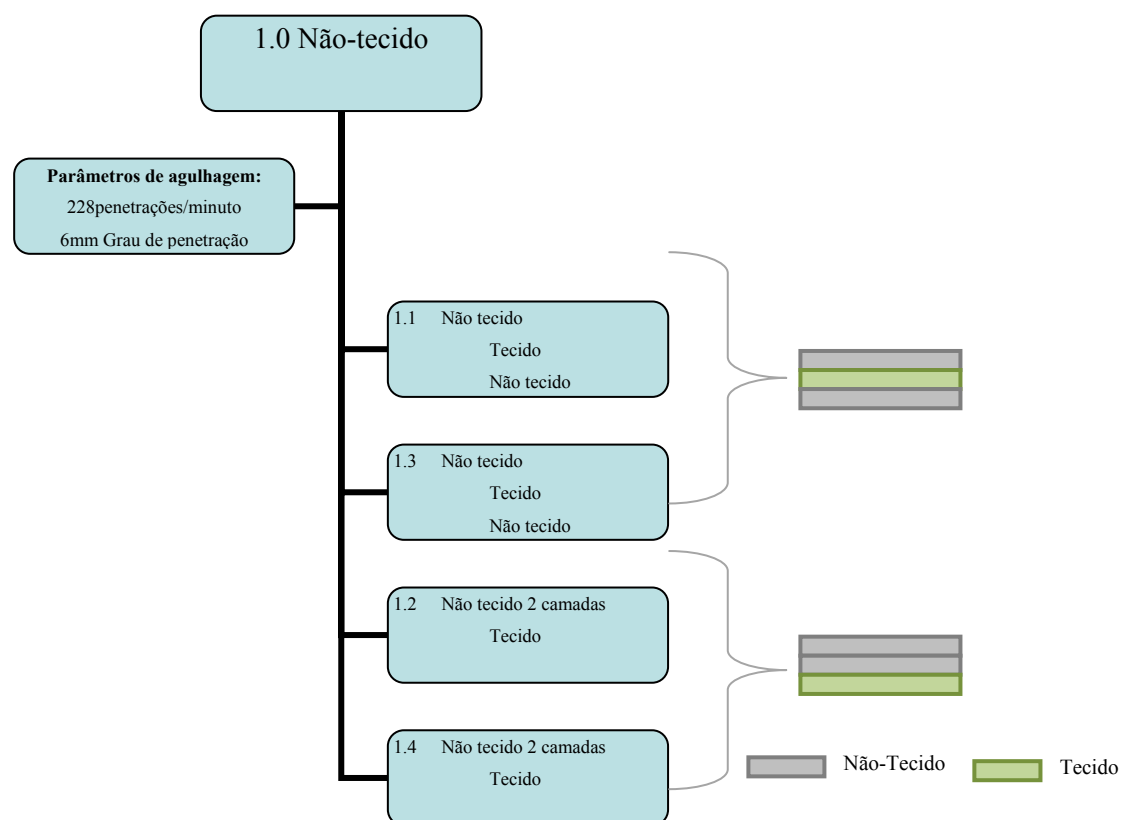 1.0 Não-tecido
Parâmetros de agulhagem:
228penetrações/minuto
6mm Grau de penetração
1.1 Não tecido
Tecido
Não tecido
1.3 Não tecido
Tecido
Não tecido
1.2 Não tecido 2 camadas
Tecido
1.4 Não tecido 2 camadas
Tecido
Não-Tecido
Tecido